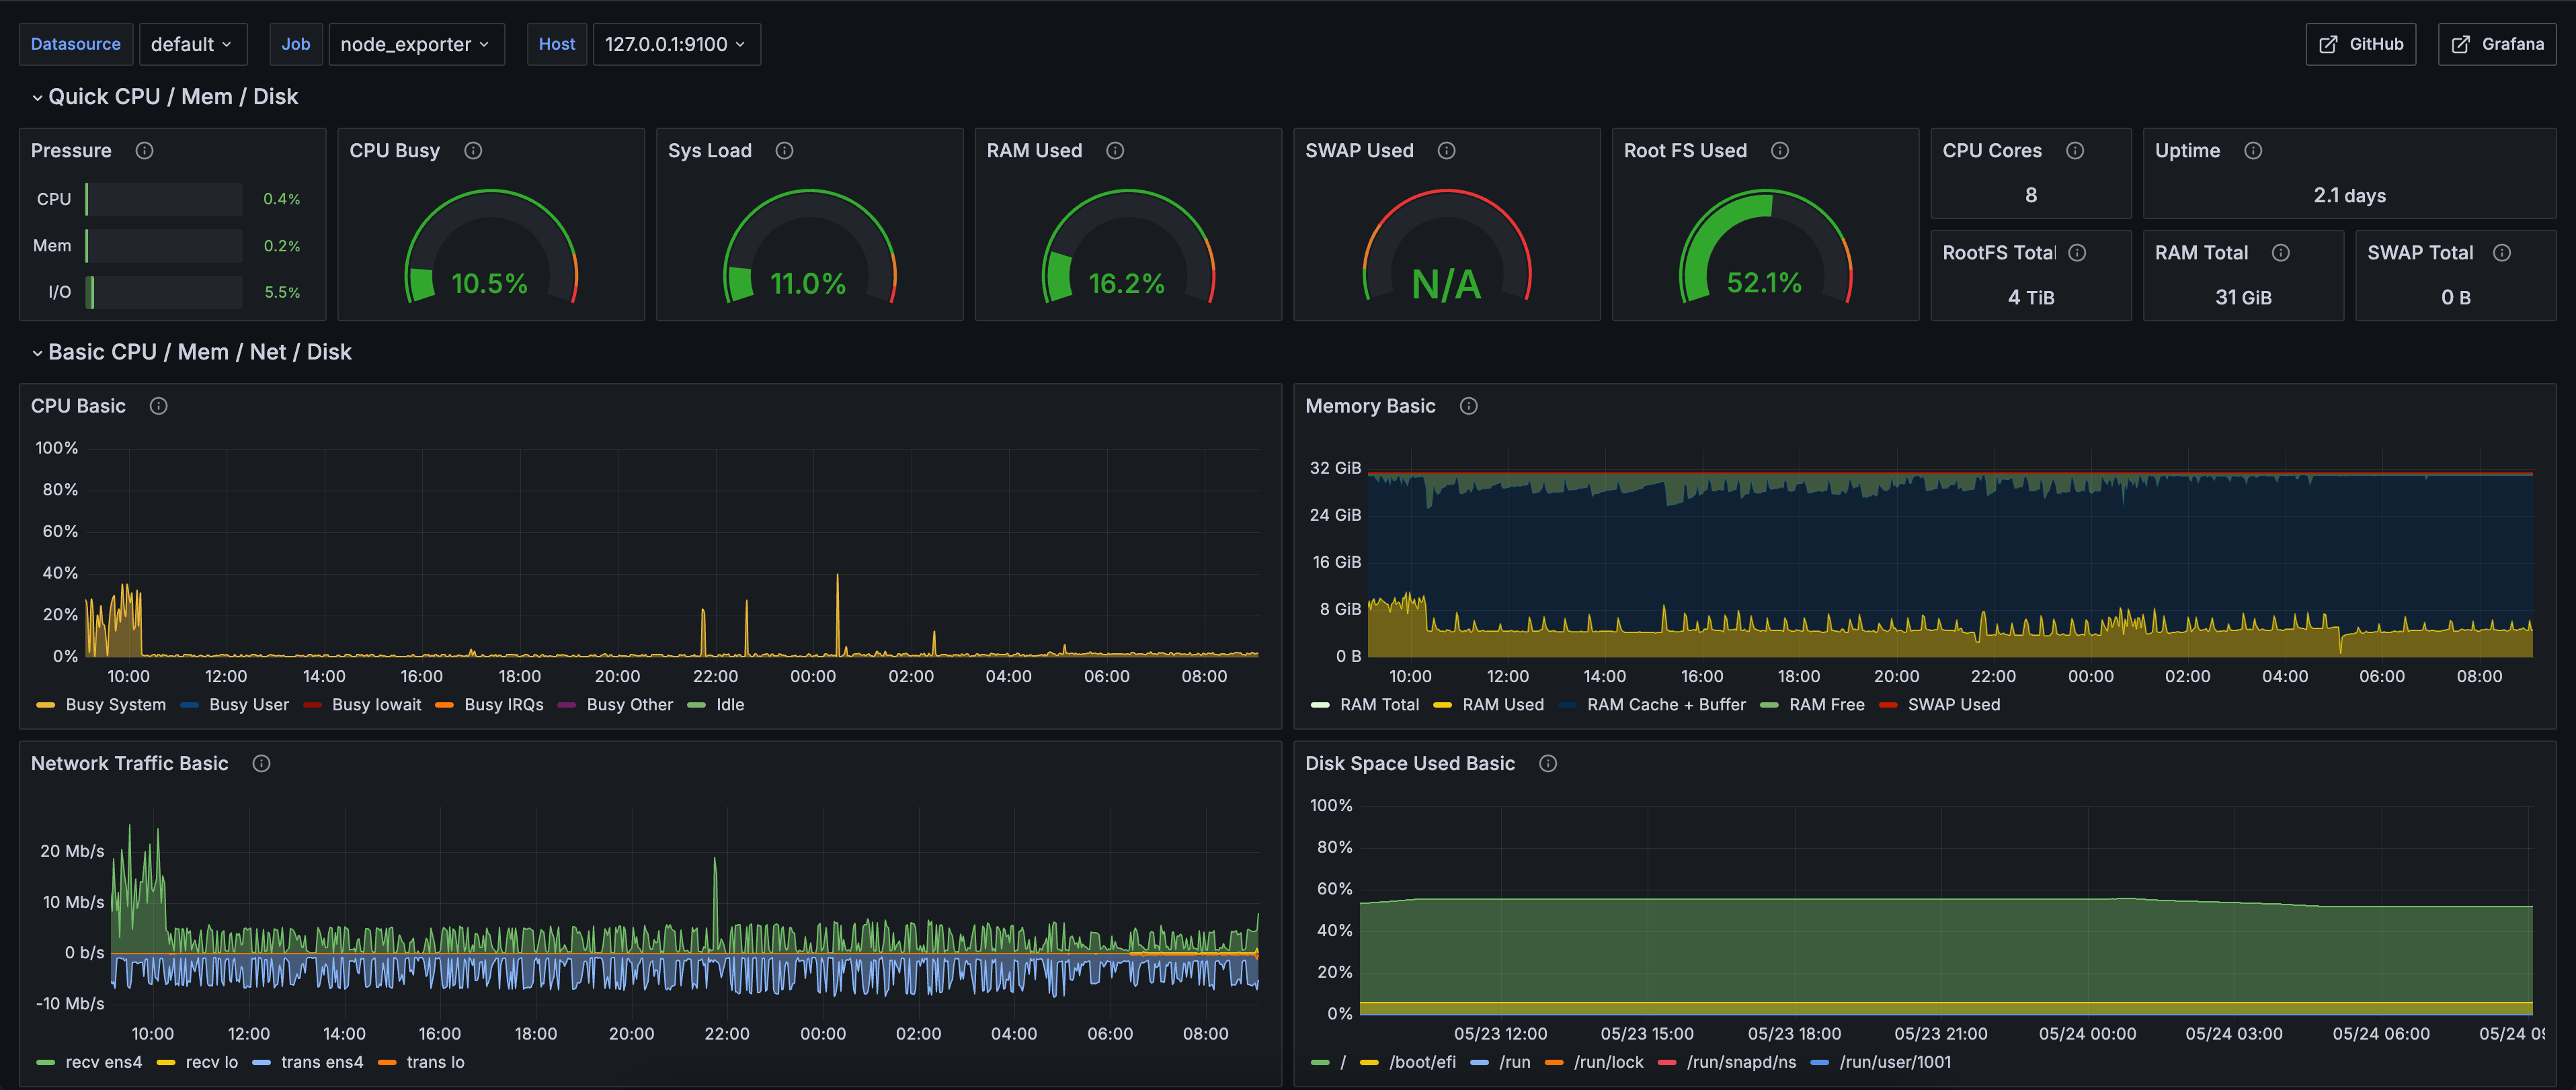 Datasource default Job node_exporter Host 127.0.0.1:9100 GitHub Grafana
Quick CPU / Mem / Disk
Pressure
CPU 0.4%
Mem 0.2%
I/O 5.5%
CPU Busy
10.5%
Sys Load
11.0%
RAM Used
16.2%
SWAP Used
N/A
Root FS Used
52.1%
CPU Cores
8
Uptime
2.1 days
RootFS Total
4 TiB
RAM Total
31 GiB
SWAP Total
0 B
Basic CPU / Mem / Net / Disk
CPU Basic
100%
80%
60%
40%
20%
0%
10:00 12:00 14:00 16:00 18:00 20:00 22:00 00:00 02:00 04:00 06:00 08:00
Busy System Busy User Busy Iowait Busy IRQs Busy Other Idle
Memory Basic
32 GiB
24 GiB
16 GiB
8 GiB
0 B
10:00 12:00 14:00 16:00 18:00 20:00 22:00 00:00 02:00 04:00 06:00 08:00
RAM Total RAM Used RAM Cache + Buffer RAM Free SWAP Used
Network Traffic Basic
20 Mb/s
10 Mb/s
0 b/s
-10 Mb/s
10:00 12:00 14:00 16:00 18:00 20:00 22:00 00:00 02:00 04:00 06:00 08:00
recv ens4 recv lo trans ens4 trans lo
Disk Space Used Basic
100%
80%
60%
40%
20%
0%
05/23 12:00 05/23 15:00 05/23 18:00 05/23 21:00 05/24 00:00 05/24 03:00 05/24 06:00 05/24
/ /boot/efi /run /run/lock /run/snapd/ns /run/user/1001